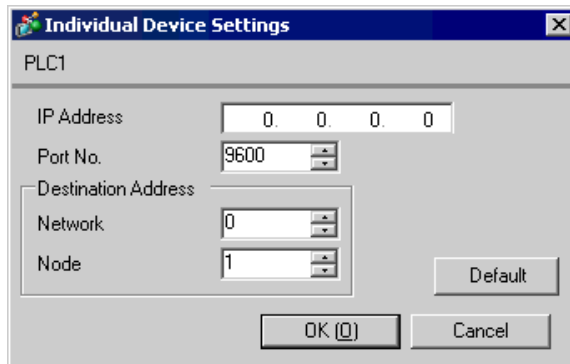 Individual Device Settings
PLC1
IP Address 0. 0. 0. 0
Port No. 9600
Destination Address
Network 0
Node 1
Default
OK (O) Cancel